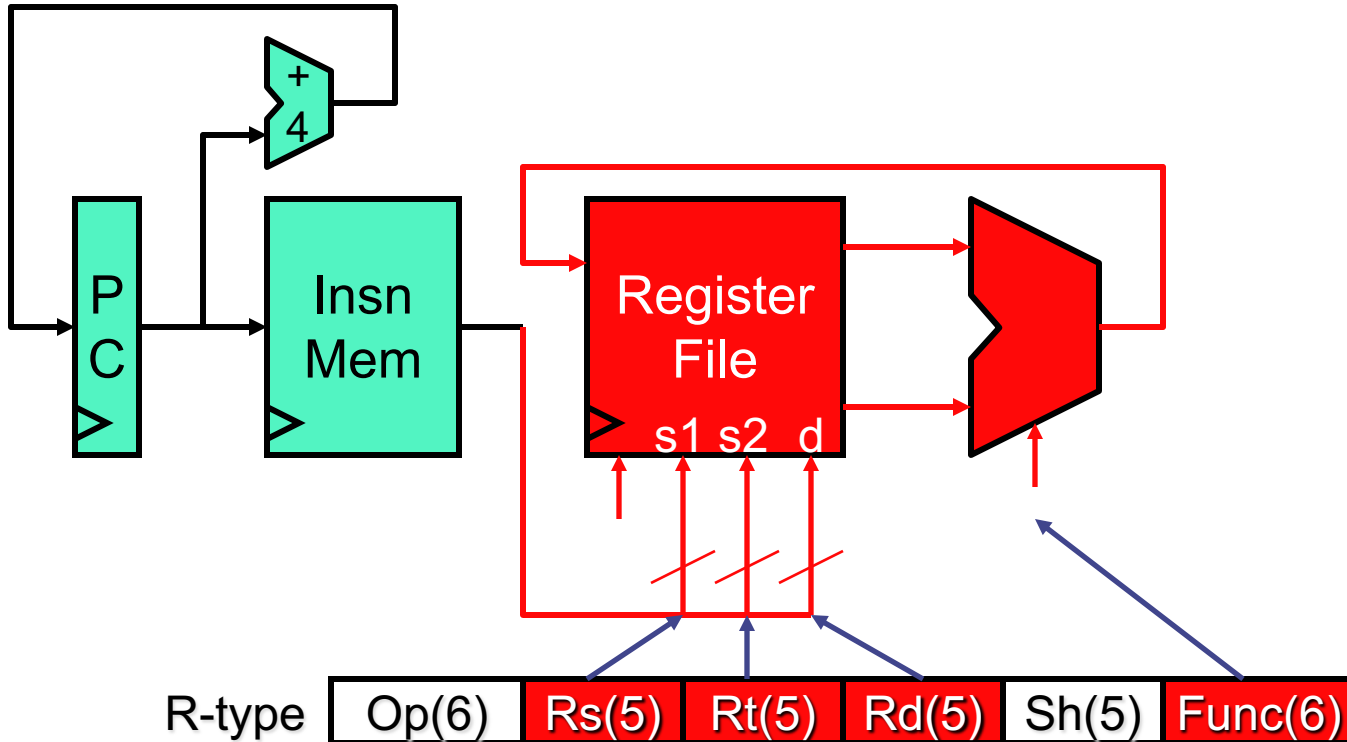 +
4
P
C
Insn
Mem
Register
File
s1 s2 d
R-type Op(6) Rs(5) Rt(5) Rd(5) Sh(5) Func(6)